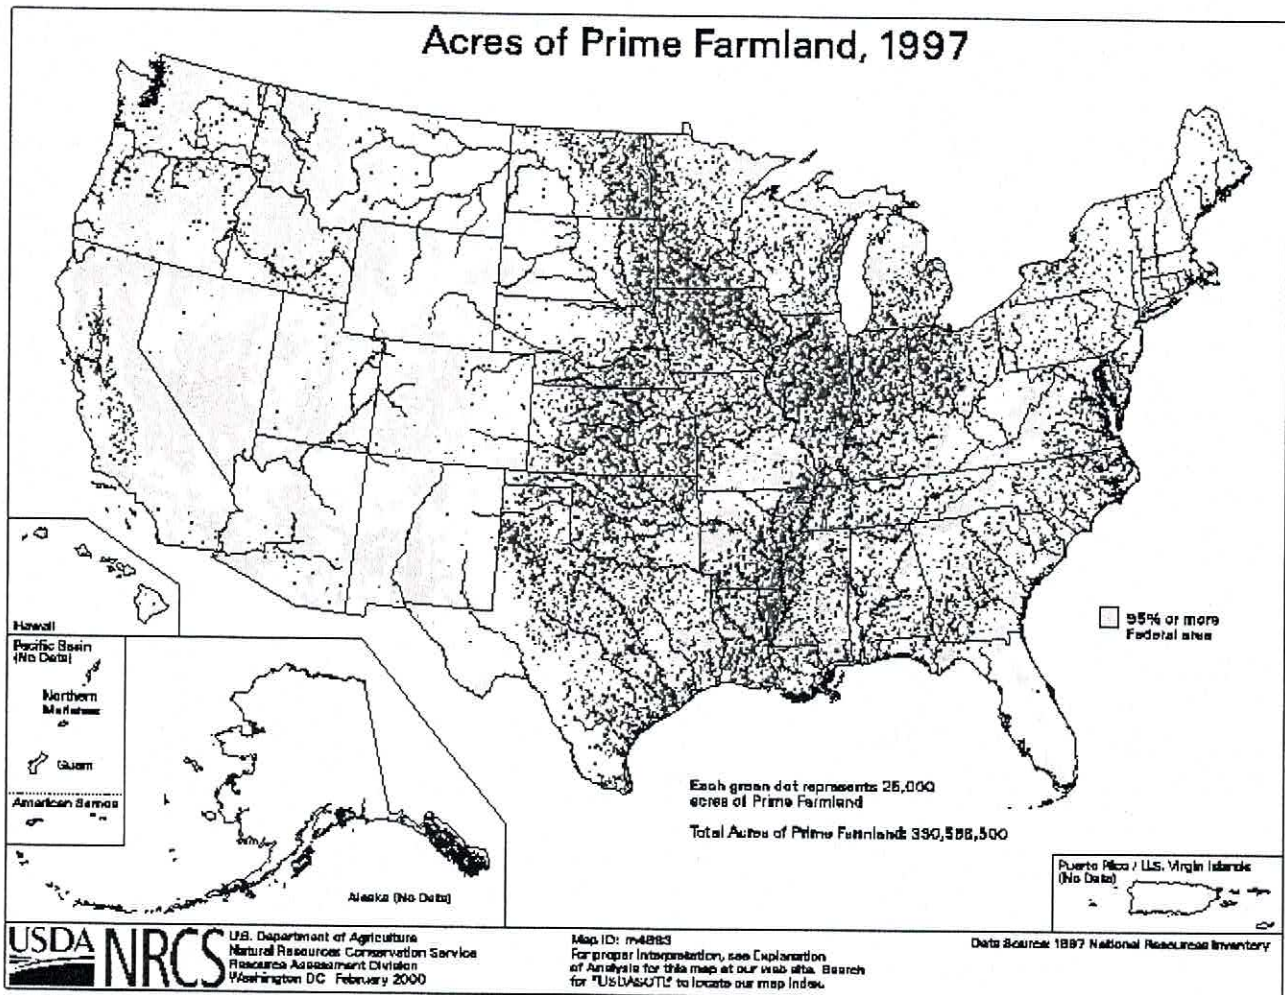 Acres of Prime Farmland, 1997
Hawaii
Pacific Basin
(No Data)
Northern
Marianas
Guam
American Samoa
Alaska (No Data)
95% or more
Federal area
Each green dot represents 25,000
acres of Prime Farmland
Total Acres of Prime Farmland:
Puerto Rico / U.S. Virgin Islands
(No Data)
USDA
NRCS
U.S. Department of Agriculture
Natural Resources Conservation Service
Resource Assessment Division
Washington DC February 2000
Map ID:
For proper interpretation, see Explanation
of Analysis for this map at our web site. Search
for "USDASOTL" to locate our map index.
Data Source: 1997 National Resources Inventory